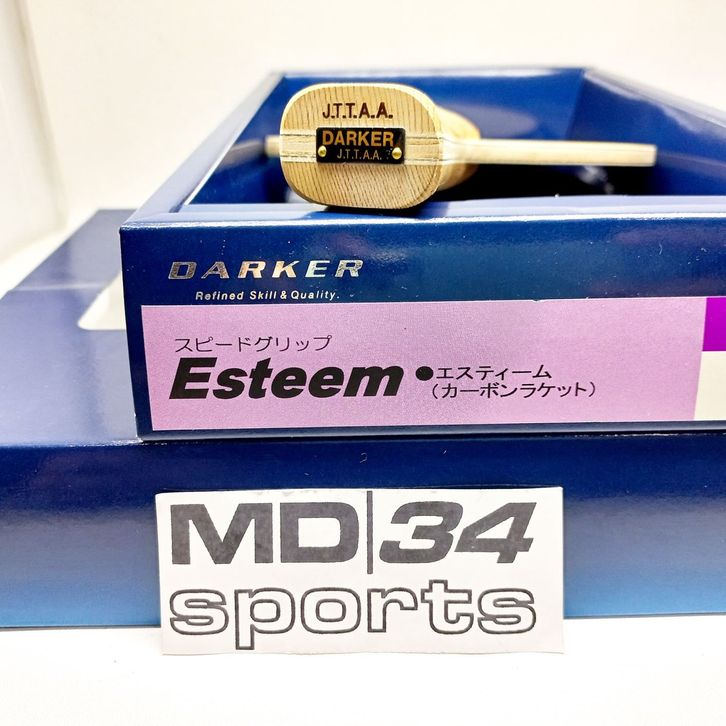 J.T.T.A.A.
DARKER
J.T.T.A.A.
DARKER
Refined Skill & Quality.
スピードグリップ
Esteem・エスティーム
(カーボンラケット)
MD|34
sports